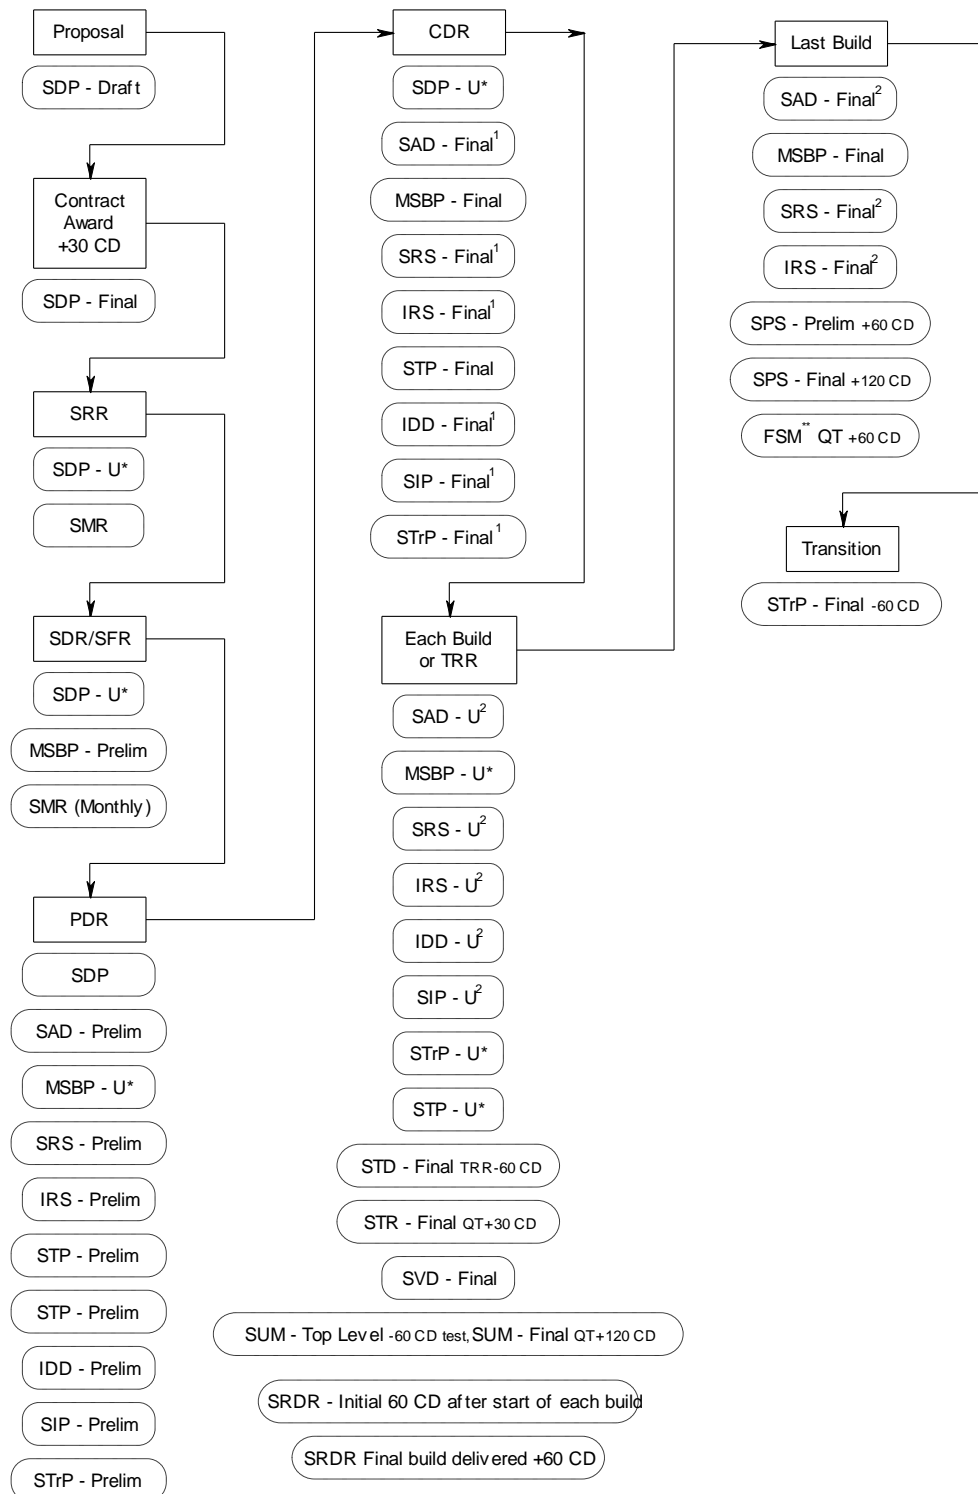 Proposal
SDP - Draft
Contract
Award
+30 CD
SDP - Final
SRR
SDP - U*
SMR
SDR/SFR
SDP - U*
MSBP - Prelim
SMR (Monthly)
PDR
SDP
SAD - Prelim
MSBP - U*
SRS - Prelim
IRS - Prelim
STP - Prelim
STP - Prelim
IDD - Prelim
SIP - Prelim
STrP - Prelim
CDR
SDP - U*
SAD - Final¹
MSBP - Final
SRS - Final¹
IRS - Final¹
STP - Final
IDD - Final¹
SIP - Final¹
STrP - Final¹
Each Build
or TRR
SAD - U²
MSBP - U*
SRS - U²
IRS - U²
IDD - U²
SIP - U²
STrP - U*
STP - U*
STD - Final TRR-60 CD
STR - Final QT+30 CD
SVD - Final
SUM - Top Level -60 CD test, SUM - Final QT+120 CD
SRDR - Initial 60 CD after start of each build
SRDR Final build delivered +60 CD
Last Build
SAD - Final²
MSBP - Final
SRS - Final²
IRS - Final²
SPS - Prelim +60 CD
SPS - Final +120 CD
FSM** QT +60 CD
Transition
STrP - Final -60 CD